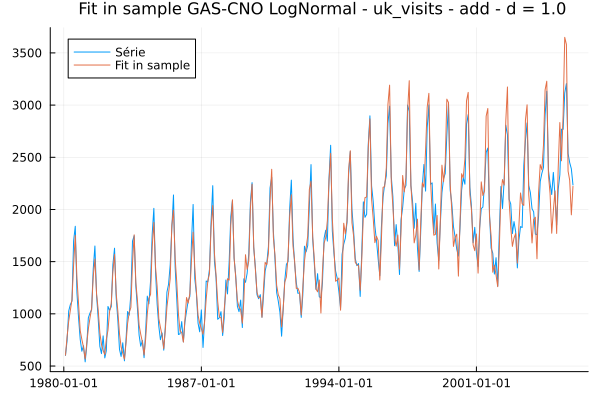 Fit in sample GAS-CNO LogNormal - uk_visits - add - d = 1.0
Série
Fit in sample
3500
3000
2500
2000
1500
1000
500
1980-01-01 1987-01-01 1994-01-01 2001-01-01